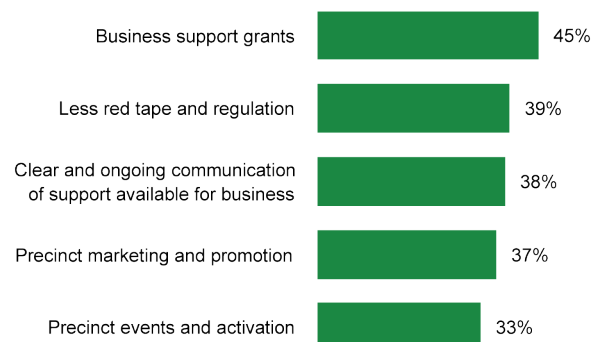 Business support grants 45%
Less red tape and regulation 39%
Clear and ongoing communication
of support available for business 38%
Precinct marketing and promotion 37%
Precinct events and activation 33%